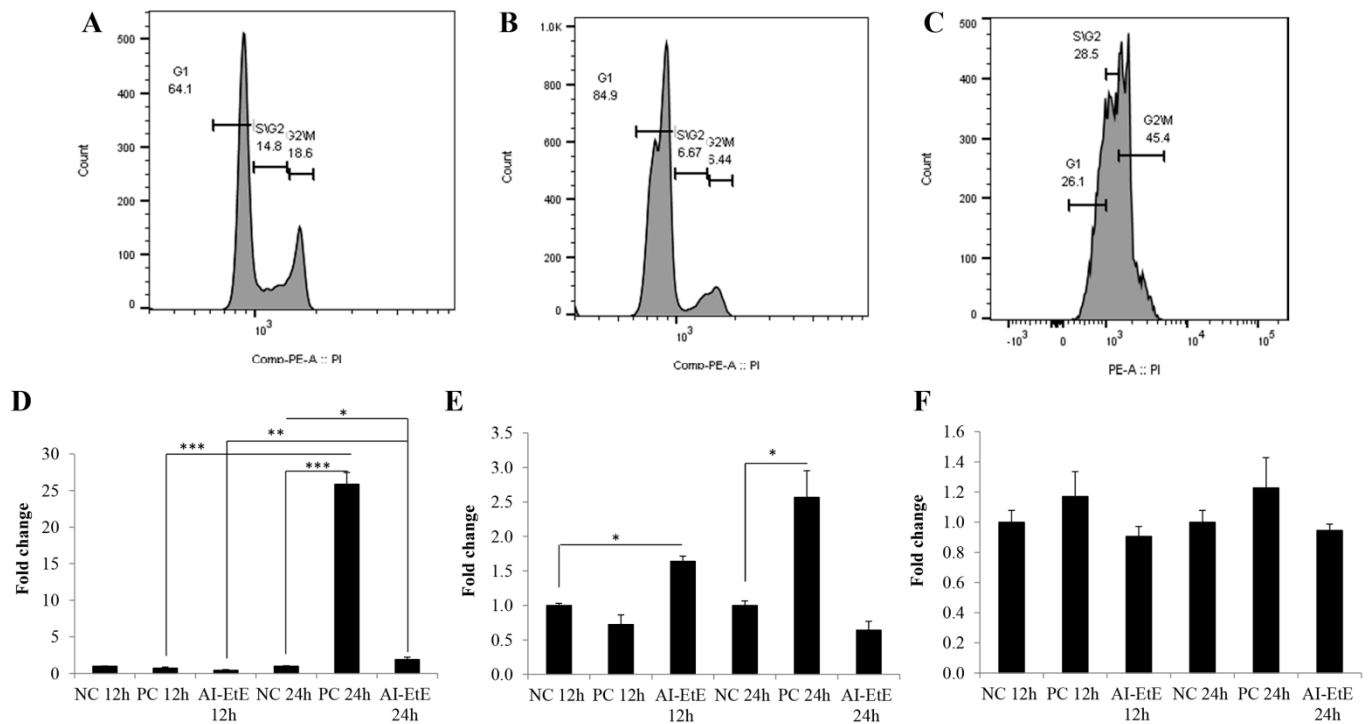 A
500
400
300
200
100
0
Count
G1
64.1
S\G2
14.8
G2\M
18.6
10³
Comp-PE-A :: PI
B
1.0K
800
600
400
200
0
Count
G1
84.9
S\G2
6.67
G2\M
6.44
10³
Comp-PE-A :: PI
C
500
400
300
200
100
0
Count
S\G2
28.5
G2\M
45.4
G1
26.1
-10³ 0 10³ 10⁴ 10⁵
PE-A :: PI
D
Fold change
30
25
20
15
10
5
0
*
**
***
***
NC 12h PC 12h AI-EtE 12h NC 24h PC 24h AI-EtE 24h
E
Fold change
3.5
3.0
2.5
2.0
1.5
1.0
0.5
0.0
*
*
NC 12h PC 12h AI-EtE 12h NC 24h PC 24h AI-EtE 24h
F
Fold change
1.6
1.4
1.2
1.0
0.8
0.6
0.4
0.2
0.0
NC 12h PC 12h AI-EtE 12h NC 24h PC 24h AI-EtE 24h